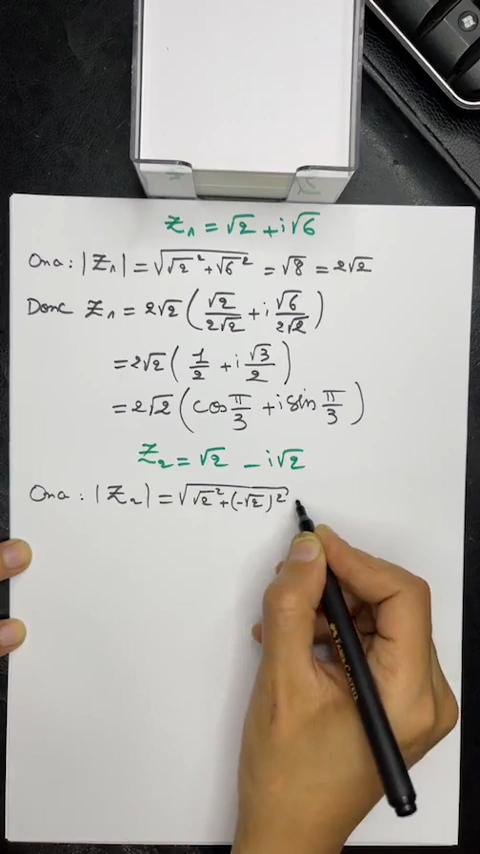 Z₁ = √2 + i√6
On a : |Z₁| = √(√2² + √6²) = √8 = 2√2
Donc Z₁ = 2√2 (√2/2√2 + i √6/2√2)
= 2√2 (1/2 + i √3/2)
= 2√2 (cos π/3 + i sin π/3)
Z₂ = √2 - i√2
On a : |Z₂| = √(√2² + (-√2)²)
FABER-CASTELL